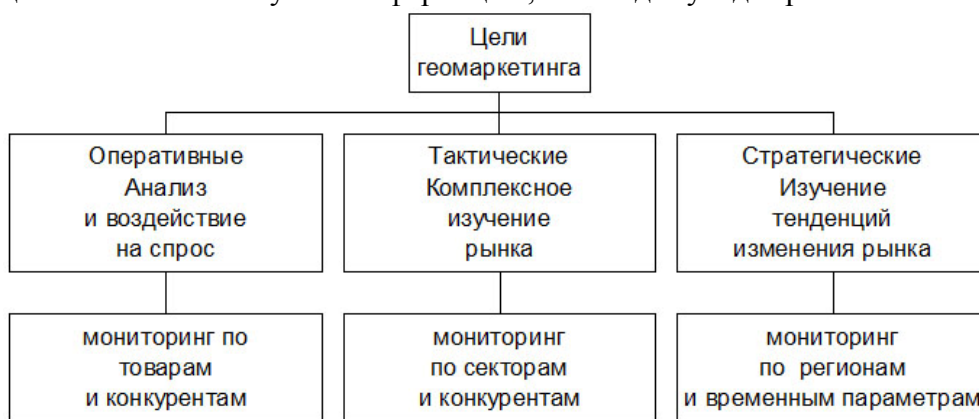 Цели
геомаркетинга
Оперативные
Анализ
и воздействие
на спрос
Тактические
Комплексное
изучение
рынка
Стратегические
Изучение
тенденций
изменения рынка
мониторинг по
товарам
и конкурентам
мониторинг
по секторам
и конкурентам
мониторинг
по регионам
и временным параметрам